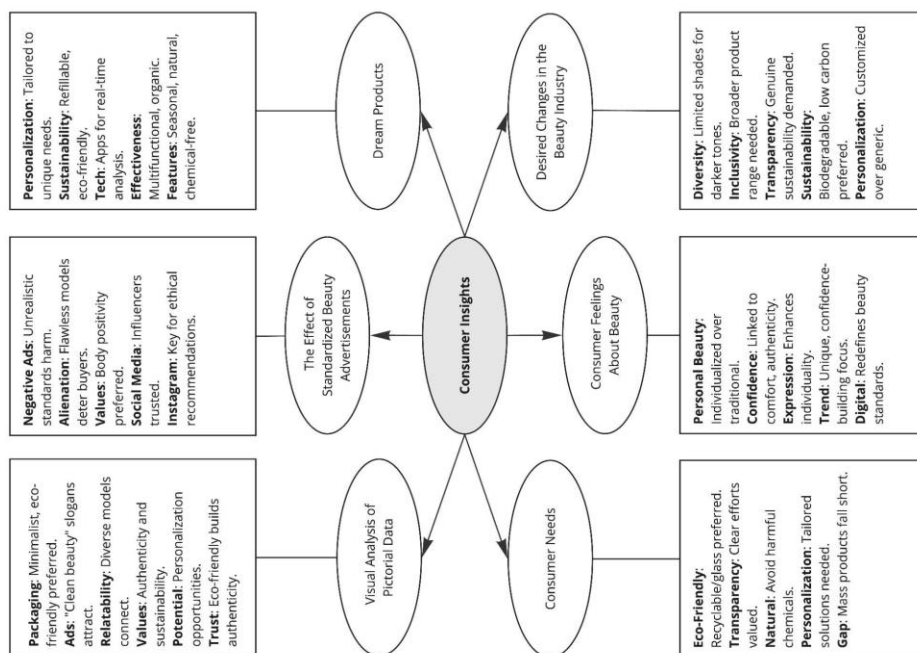 Packaging: Minimalist, eco-
friendly preferred.
Ads: "Clean beauty" slogans
attract.
Relatability: Diverse models
connect.
Values: Authenticity and
sustainability.
Potential: Personalization
opportunities.
Trust: Eco-friendly builds
authenticity.
Negative Ads: Unrealistic
standards harm.
Alienation: Flawless models
deter buyers.
Values: Body positivity
preferred.
Social Media: Influencers
trusted.
Instagram: Key for ethical
recommendations.
Personalization: Tailored to
unique needs.
Sustainability: Refillable,
eco-friendly.
Tech: Apps for real-time
analysis.
Effectiveness:
Multifunctional, organic.
Features: Seasonal, natural,
chemical-free.
Visual Analysis of
Pictorial Data
The Effect of
Standardized Beauty
Advertisements
Dream Products
Consumer Insights
Consumer Needs
Consumer Feelings
About Beauty
Desired Changes in the
Beauty Industry
Eco-Friendly:
Recyclable/glass preferred.
Transparency: Clear efforts
valued.
Natural: Avoid harmful
chemicals.
Personalization: Tailored
solutions needed.
Gap: Mass products fall short.
Personal Beauty:
Individualized over
traditional.
Confidence: Linked to
comfort, authenticity.
Expression: Enhances
individuality.
Trend: Unique, confidence-
building focus.
Digital: Redefines beauty
standards.
Diversity: Limited shades for
darker tones.
Inclusivity: Broader product
range needed.
Transparency: Genuine
sustainability demanded.
Sustainability:
Biodegradable, low carbon
preferred.
Personalization: Customized
over generic.